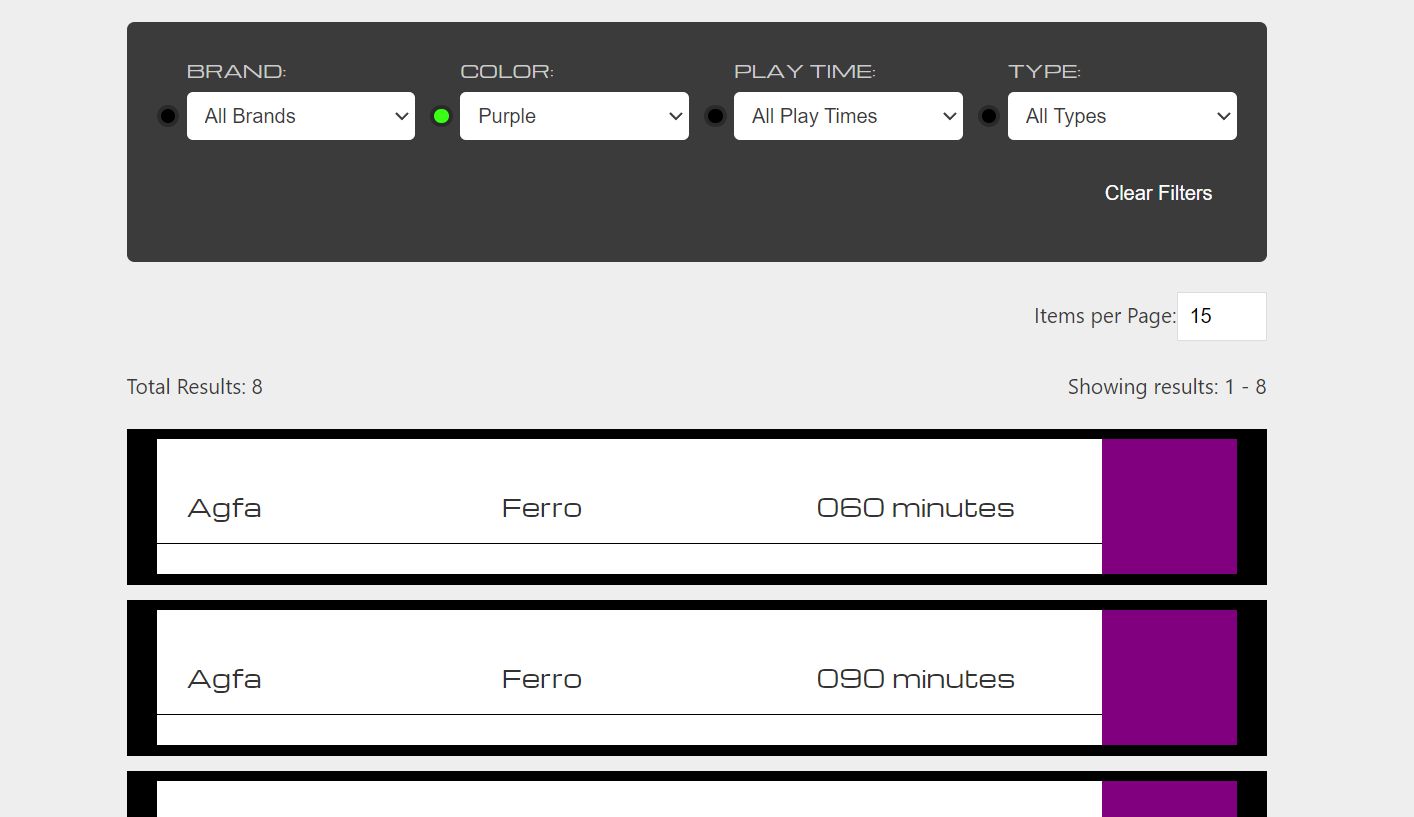 BRAND: COLOR: PLAY TIME: TYPE:
All Brands Purple All Play Times All Types
Clear Filters
Items per Page: 15
Total Results: 8 Showing results: 1 - 8
Agfa Ferro 060 minutes
Agfa Ferro 090 minutes